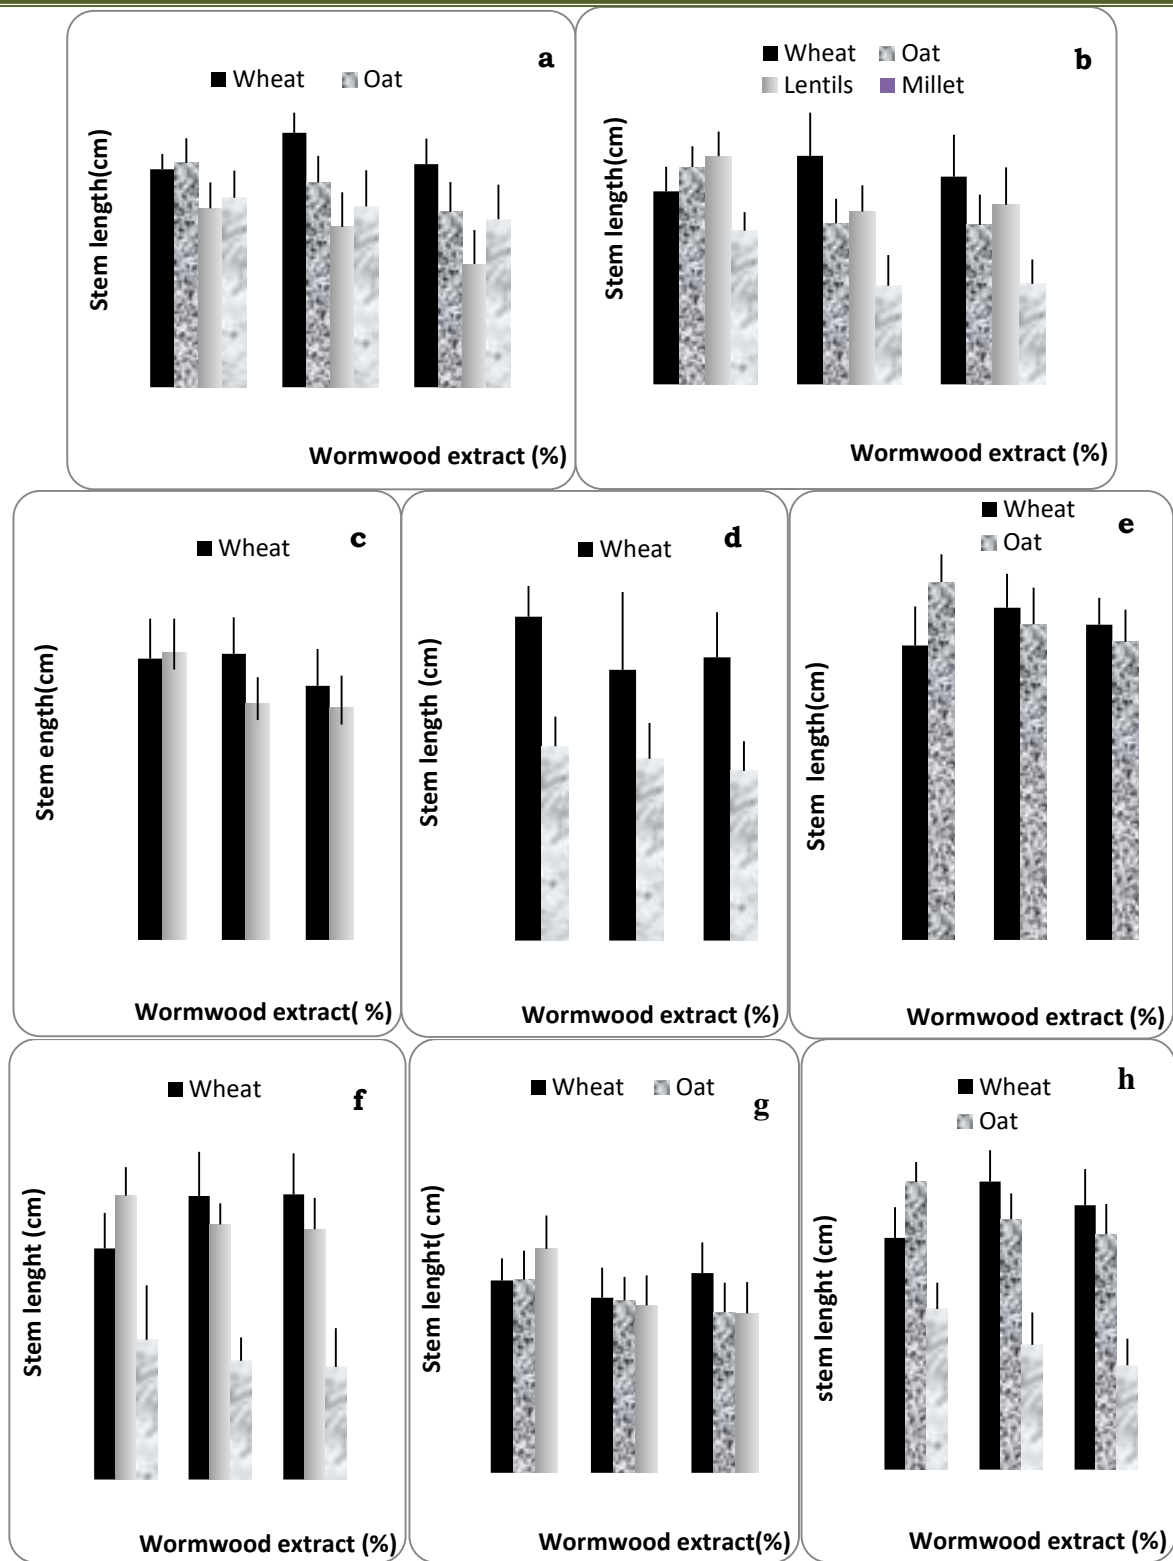 a
Wheat Oat
Stem length(cm)
Wormwood extract (%)
b
Wheat Oat
Lentils Millet
Stem length(cm)
Wormwood extract (%)
c
Wheat
Stem ength(cm)
Wormwood extract( %)
d
Wheat
Stem length (cm)
Wormwood extract (%)
e
Wheat
Oat
Stem length(cm)
Wormwood extract (%)
f
Wheat
Stem lenght (cm)
Wormwood extract (%)
g
Wheat Oat
Stem lenght( cm)
Wormwood extract(%)
h
Wheat
Oat
stem lenght (cm)
Wormwood extract (%)